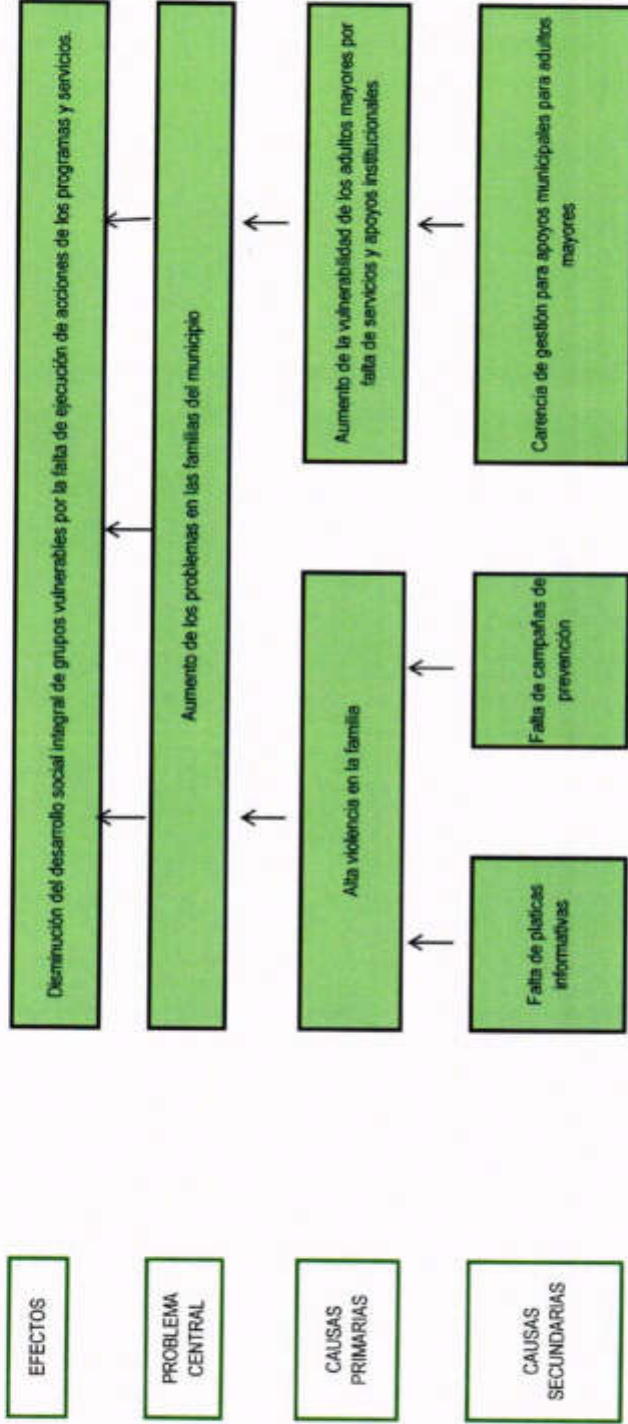 EFECTOS
Disminución del desarrollo social integral de grupos vulnerables por la falta de ejecución de acciones de los programas y servicios.
PROBLEMA
CENTRAL
Aumento de los problemas en las familias del municipio
CAUSAS
PRIMARIAS
Alta violencia en la familia
Aumento de la vulnerabilidad de los adultos mayores por
falta de servicios y apoyos institucionales
CAUSAS
SECUNDARIAS
Falta de platicas
informativas
Falta de campañas de
prevención
Carencia de gestión para apoyos municipales para adultos
mayores